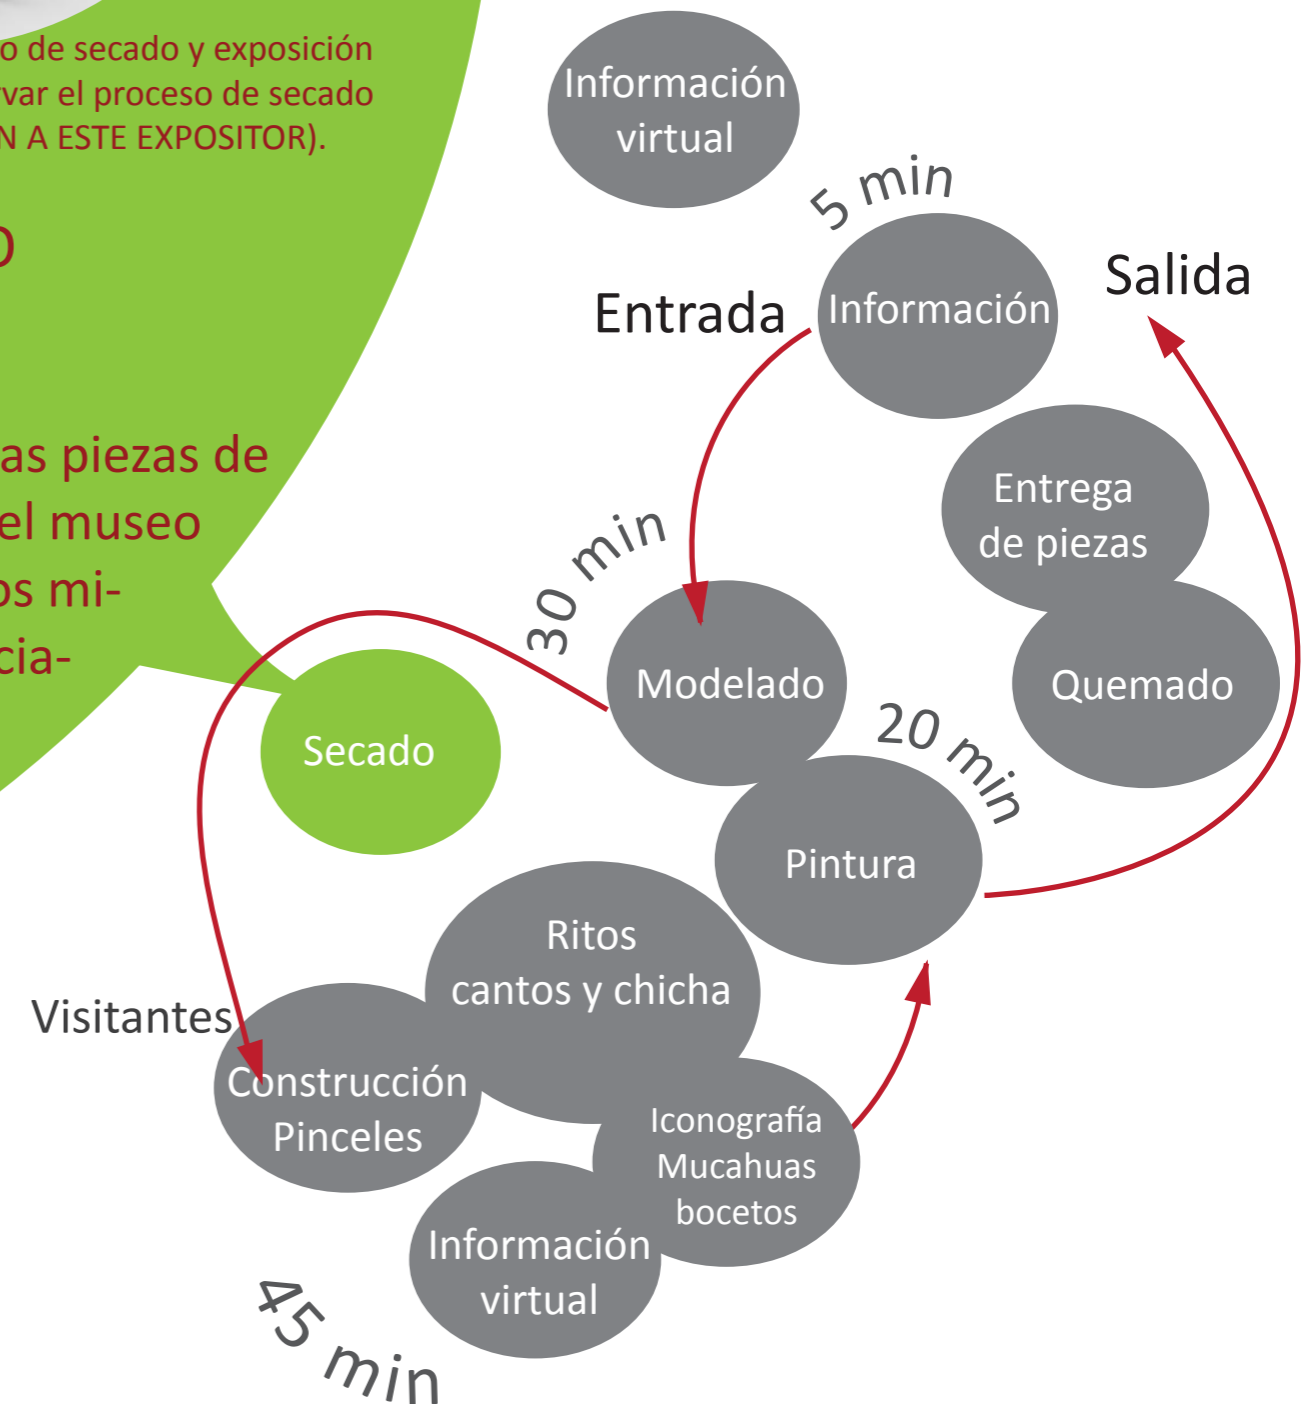 o de secado y exposición
var el proceso de secado
N A ESTE EXPOSITOR).
O
as piezas de
el museo
os mi-
cia-
Información
virtual
5 min
Información
Entrada
Salida
Entrega
de piezas
30 min
Modelado
Quemado
Secado
20 min
Pintura
Ritos
cantos y chicha
Visitantes
Construcción
Pinceles
Iconografía
Mucahuas
bocetos
Información
virtual
45 min